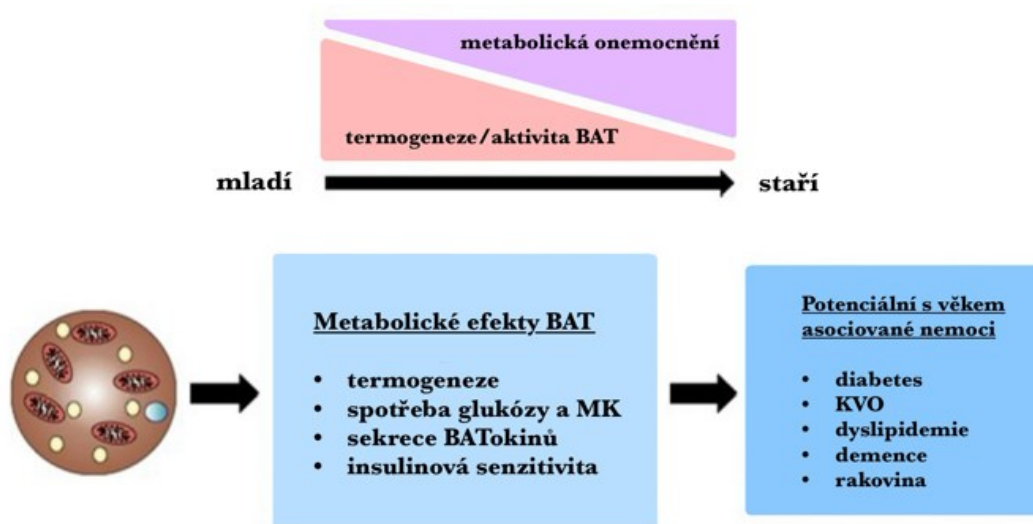 metabolická onemocnění
termogeneze/aktivita BAT
mladí
staří
Metabolické efekty BAT
• termogeneze
• spotřeba glukózy a MK
• sekrece BATokinů
• insulinová senzitivita
Potenciální s věkem
asociované nemoci
• diabetes
• KVO
• dyslipidemie
• demence
• rakovina